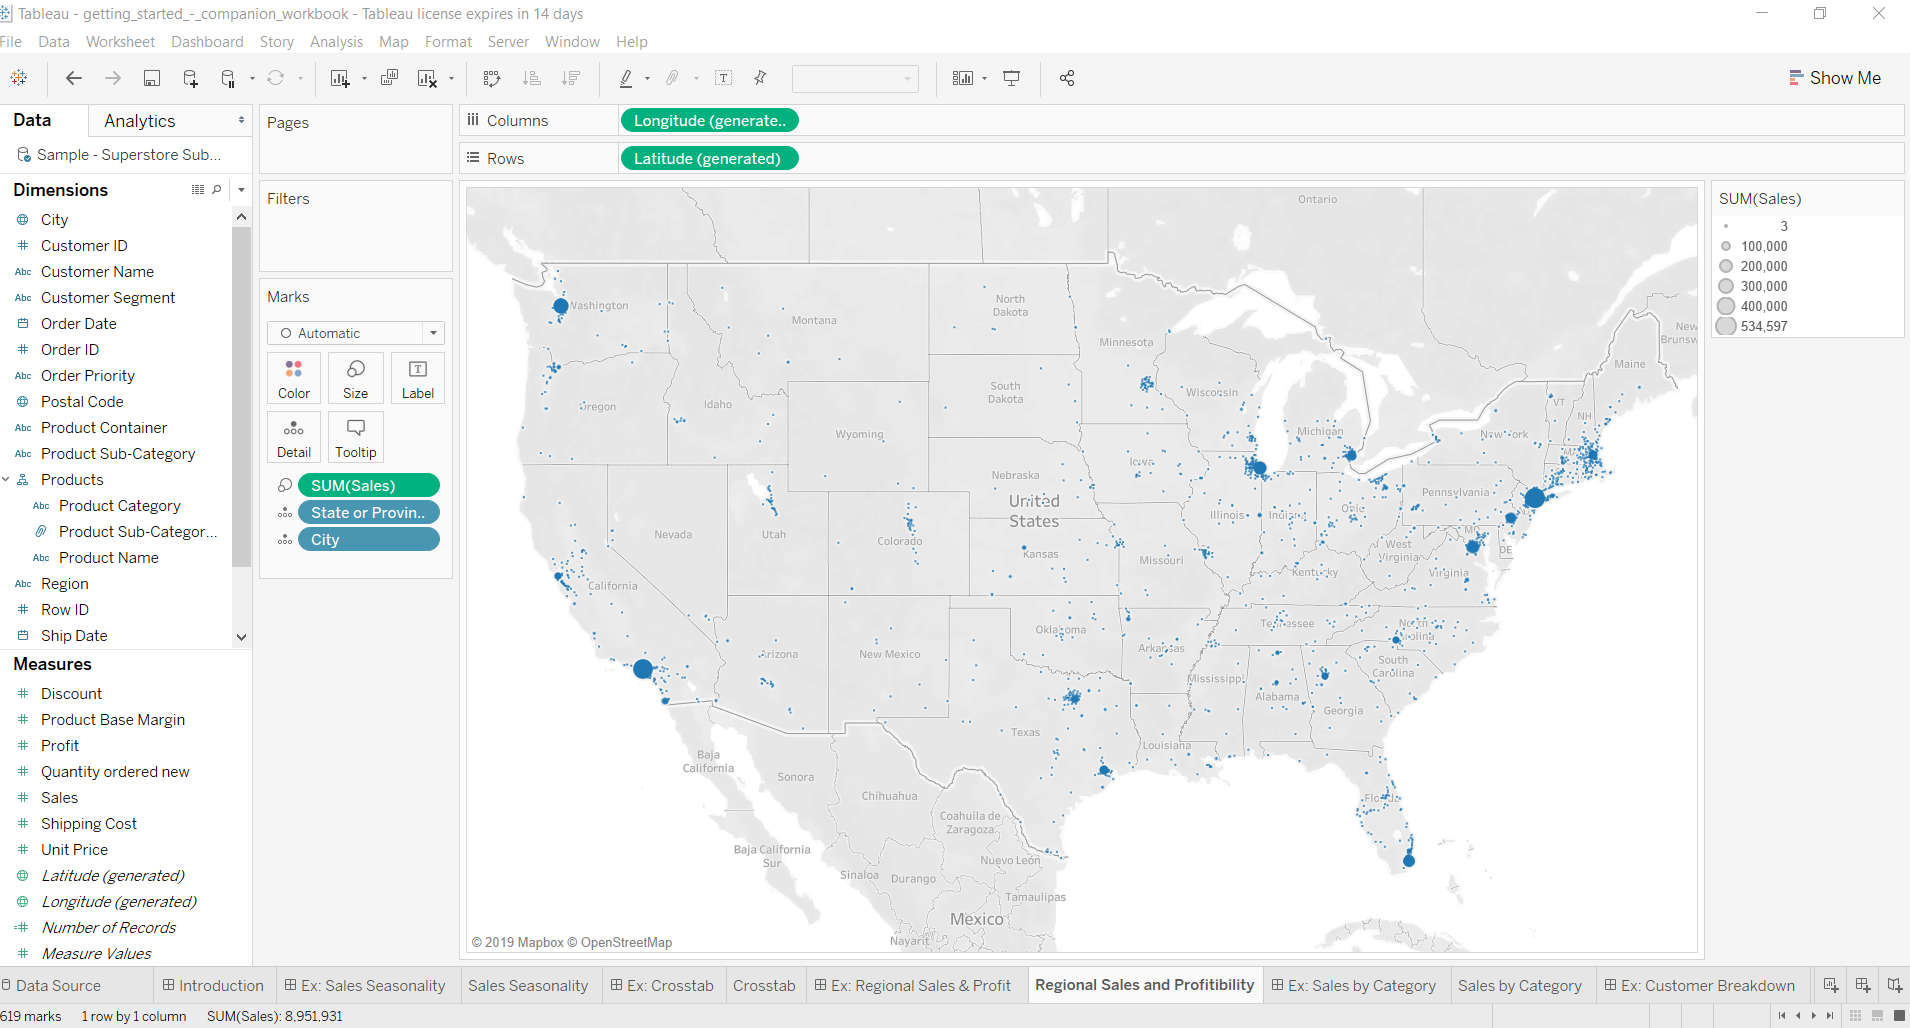 Tableau - getting_started_-_companion_workbook - Tableau license expires in 14 days
File Data Worksheet Dashboard Story Analysis Map Format Server Window Help
Show Me
Data
Analytics
Sample - Superstore Sub...
Dimensions
City
Customer ID
Abc Customer Name
Abc Customer Segment
Order Date
Order ID
Abc Order Priority
Postal Code
Abc Product Container
Abc Product Sub-Category
Products
Abc Product Category
Product Sub-Categor...
Abc Product Name
Abc Region
Row ID
Ship Date
Measures
Discount
Product Base Margin
Profit
Quantity ordered new
Sales
Shipping Cost
Unit Price
Latitude (generated)
Longitude (generated)
Number of Records
Measure Values
Pages
Filters
Marks
Automatic
Color
Size
Label
Detail
Tooltip
SUM(Sales)
State or Provin..
City
Columns
Longitude (generate..
Rows
Latitude (generated)
Ontario
Washington
Montana
North
Dakota
Minnesota
New
Brunsw
Maine
Oregon
Idaho
South
Dakota
Wisconsin
VT
NH
Wyoming
Michigan
New York
MA
Nebraska
Iowa
United
States
Pennsylvania
Illinois
Indiana
Ohio
Nevada
Utah
Colorado
Kansas
Missouri
West
Virginia
MD
DE
California
Kentucky
Virginia
Oklahoma
Tennessee
North
Carolina
Arizona
New Mexico
Arkansas
South
Carolina
Mississippi
Alabama
Georgia
Texas
Louisiana
Baja
California
Sonora
Chihuahua
Florida
Coahuila de
Zaragoza
Baja California
Sur
Nuevo León
Sinaloa
Durango
Tamaulipas
Mexico
Nayarit
© 2019 Mapbox © OpenStreetMap
SUM(Sales)
3
100,000
200,000
300,000
400,000
534,597
Data Source
Introduction
Ex: Sales Seasonality
Sales Seasonality
Ex: Crosstab
Crosstab
Ex: Regional Sales & Profit
Regional Sales and Profitibility
Ex: Sales by Category
Sales by Category
Ex: Customer Breakdown
619 marks
1 row by 1 column
SUM(Sales): 8,951,931